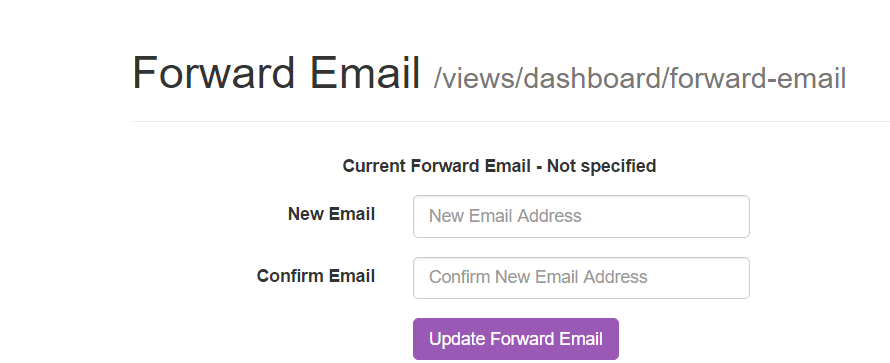 Forward Email /views/dashboard/forward-email
Current Forward Email - Not specified
New Email New Email Address
Confirm Email Confirm New Email Address
Update Forward Email